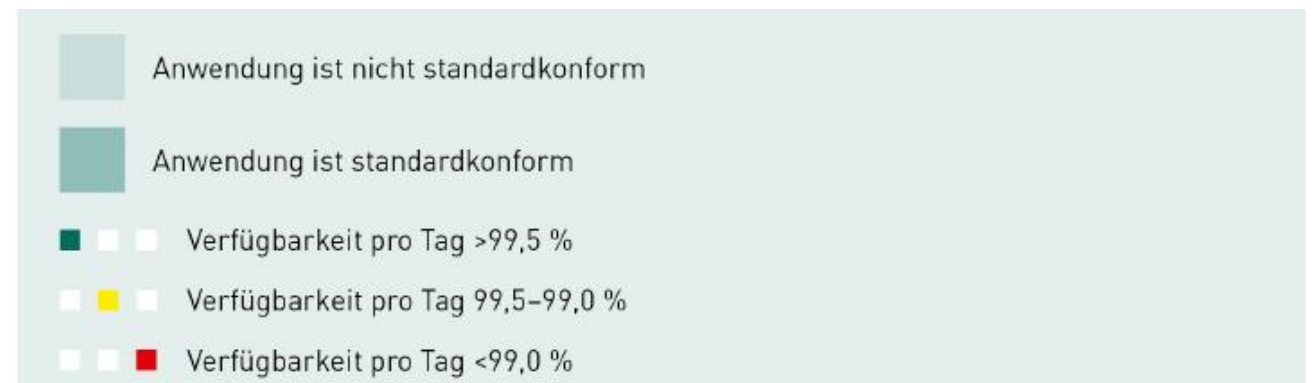 Anwendung ist nicht standardkonform
Anwendung ist standardkonform
Verfügbarkeit pro Tag >99,5 %
Verfügbarkeit pro Tag 99,5–99,0 %
Verfügbarkeit pro Tag <99,0 %